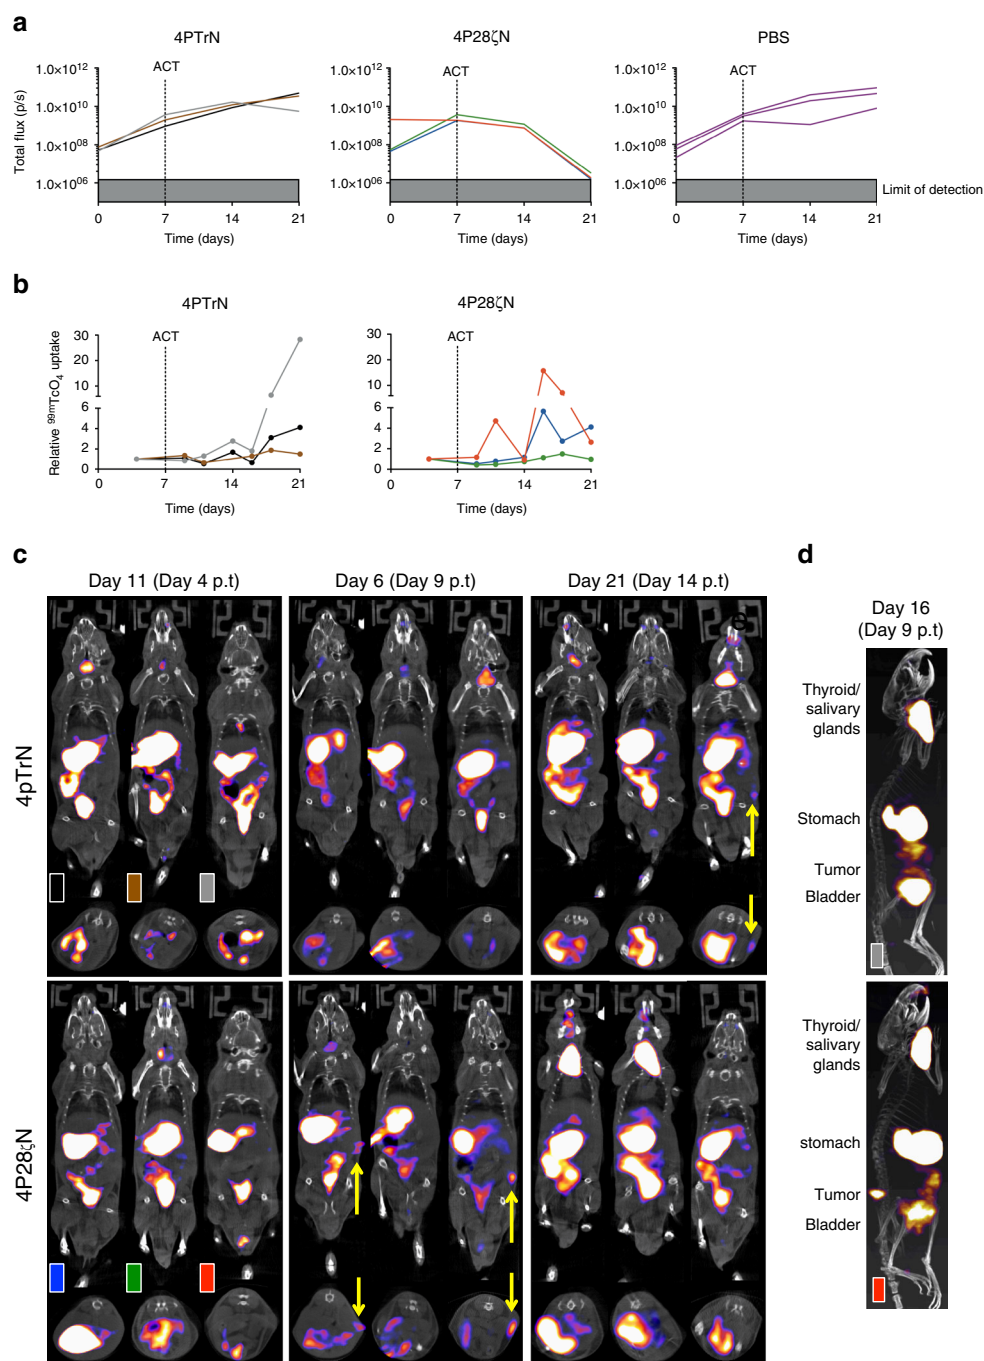 a
4PTrN
4P28ζN
PBS
ACT
ACT
ACT
Total flux (p/s)
1.0×10¹²
1.0×10¹⁰
1.0×10⁰⁸
1.0×10⁰⁶
1.0×10¹²
1.0×10¹⁰
1.0×10⁰⁸
1.0×10⁰⁶
1.0×10¹²
1.0×10¹⁰
1.0×10⁰⁸
1.0×10⁰⁶
Limit of detection
0 7 14 21
0 7 14 21
0 7 14 21
Time (days)
Time (days)
Time (days)
b
4PTrN
4P28ζN
ACT
ACT
Relative ⁹⁹ᵐTcO₄ uptake
30
20
10
6
4
2
0
30
20
10
6
4
2
0
0 7 14 21
0 7 14 21
Time (days)
Time (days)
c
Day 11 (Day 4 p.t)
Day 6 (Day 9 p.t)
Day 21 (Day 14 p.t)
4pTrN
4P28ζN
d
Day 16
(Day 9 p.t)
Thyroid/
salivary
glands
Stomach
Tumor
Bladder
Thyroid/
salivary
glands
stomach
Tumor
Bladder